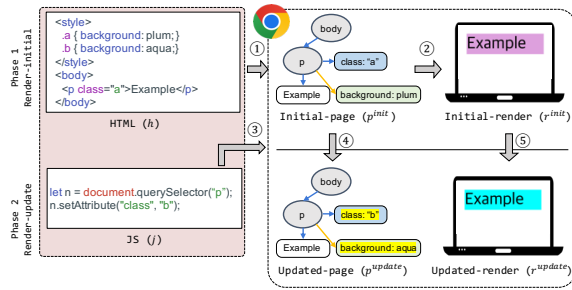 Phase 1
Render-initial
<style>
.a { background: plum;}
.b { background: aqua;}
</style>
<body>
<p class="a">Example</p>
</body>
HTML (h)
①
body
p
class: "a"
Example
background: plum
Initial-page (p^init)
②
Example
Initial-render (r^init)
③
④
⑤
Phase 2
Render-update
let n = document.querySelector("p");
n.setAttribute("class", "b");
JS (j)
body
p
class: "b"
Example
background: aqua
Updated-page (p^update)
Example
Updated-render (r^update)